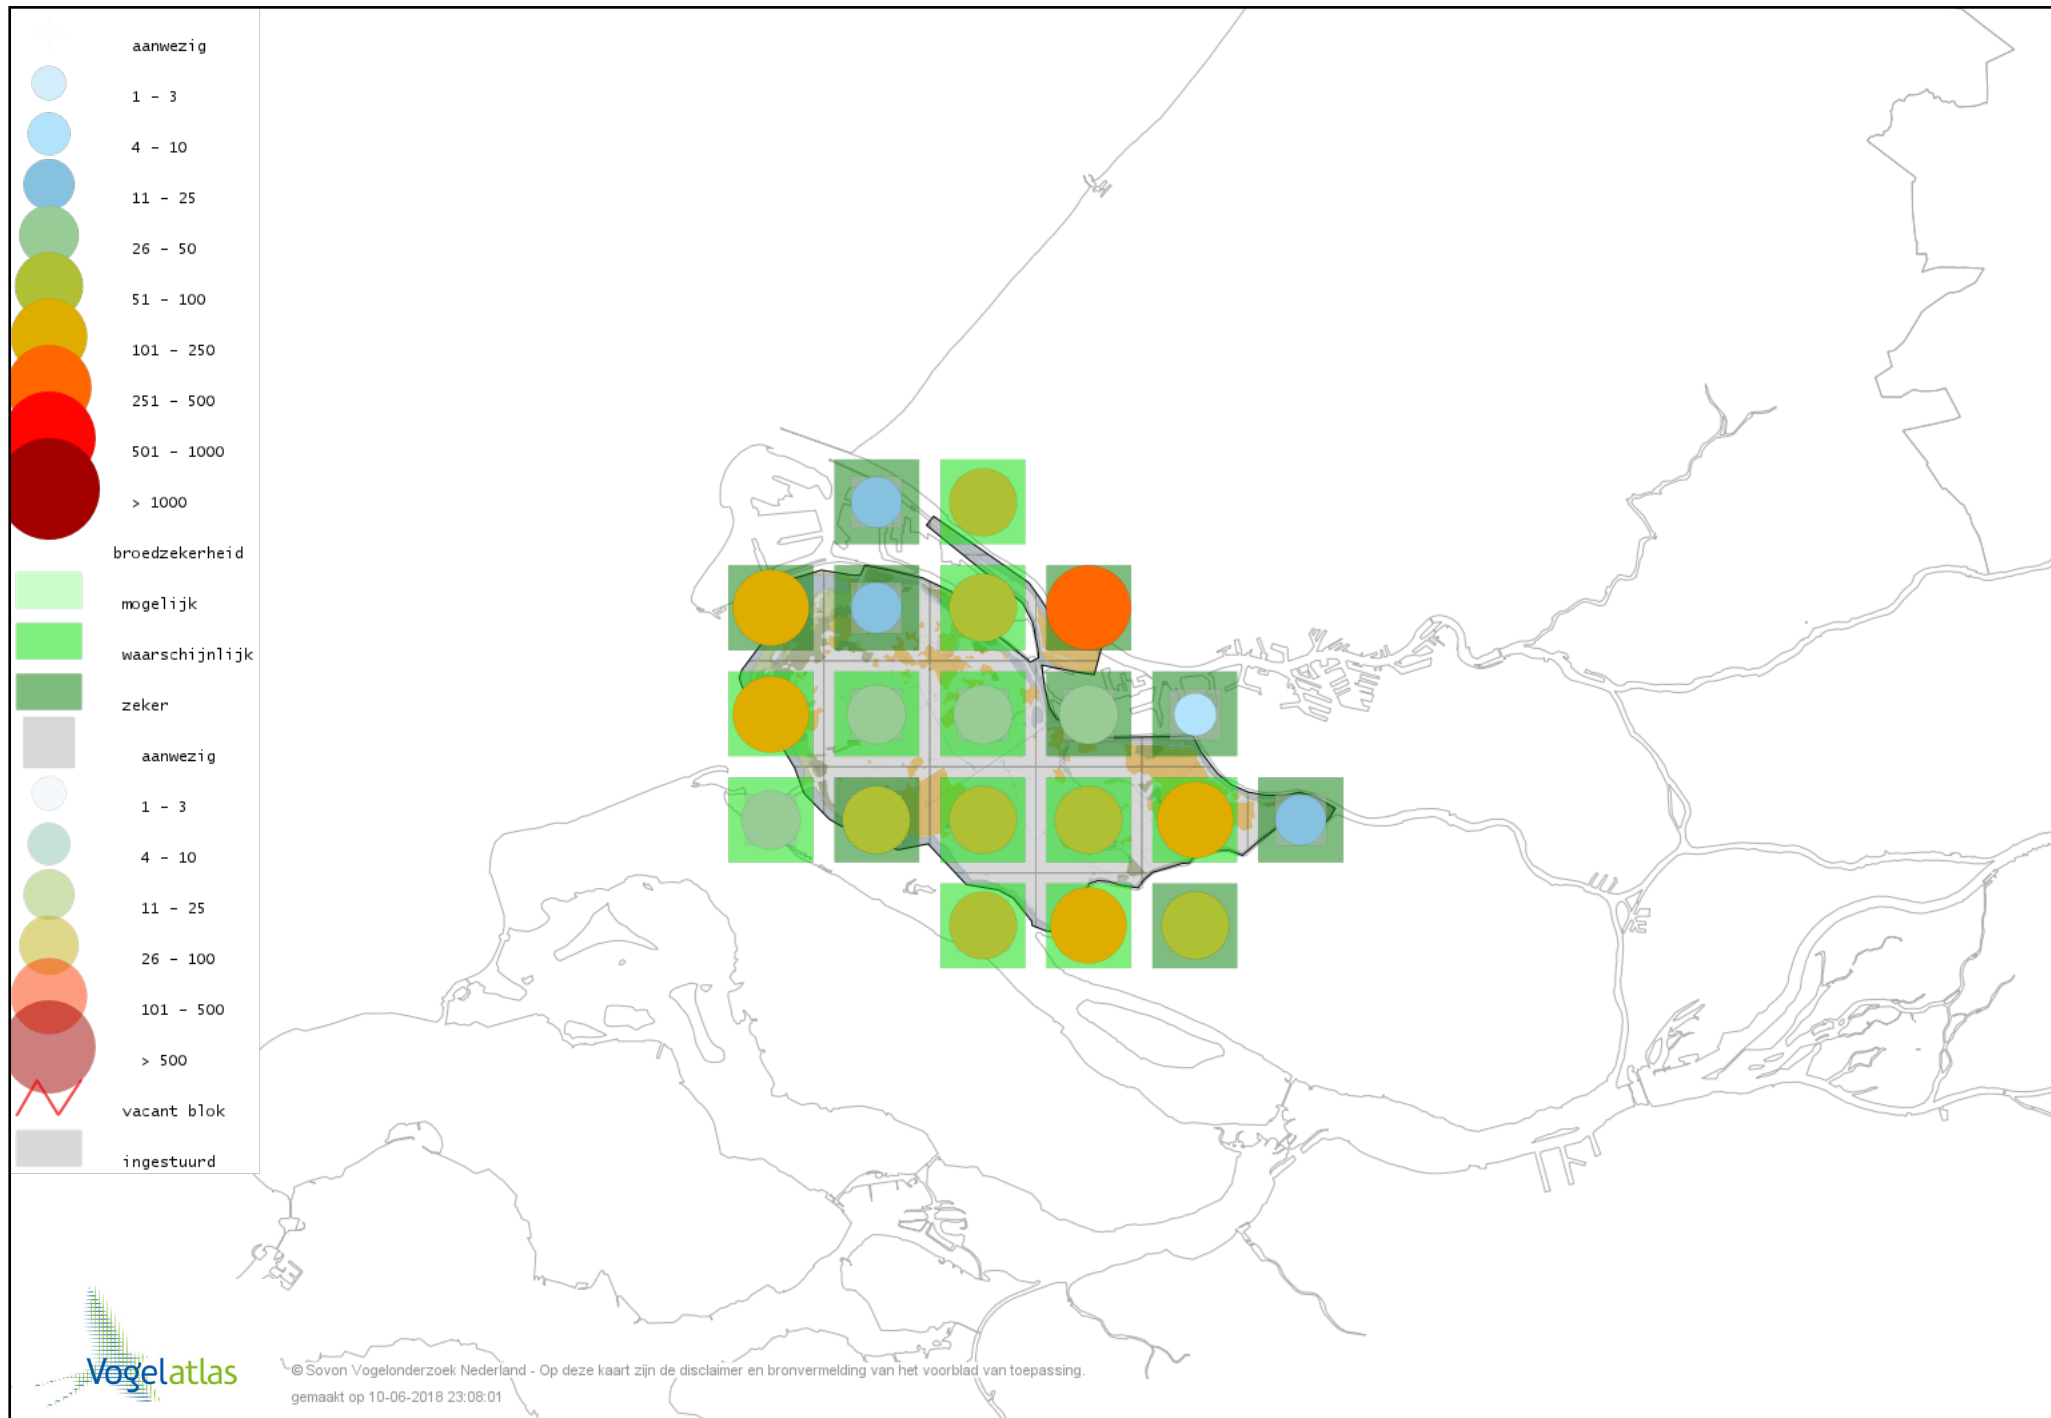 aanwezig
1 - 3
4 - 10
11 - 25
26 - 50
51 - 100
101 - 250
251 - 500
501 - 1000
> 1000
broedzekerheid
mogelijk
waarschijnlijk
zeker
aanwezig
1 - 3
4 - 10
11 - 25
26 - 100
101 - 500
> 500
vacant blok
ingestuurd
Vogelatlas
© Sovon Vogelonderzoek Nederland - Op deze kaart zijn de disclaimer en bronvermelding van het voorblad van toepassing.
gemaakt op 10-06-2018 23:08:01